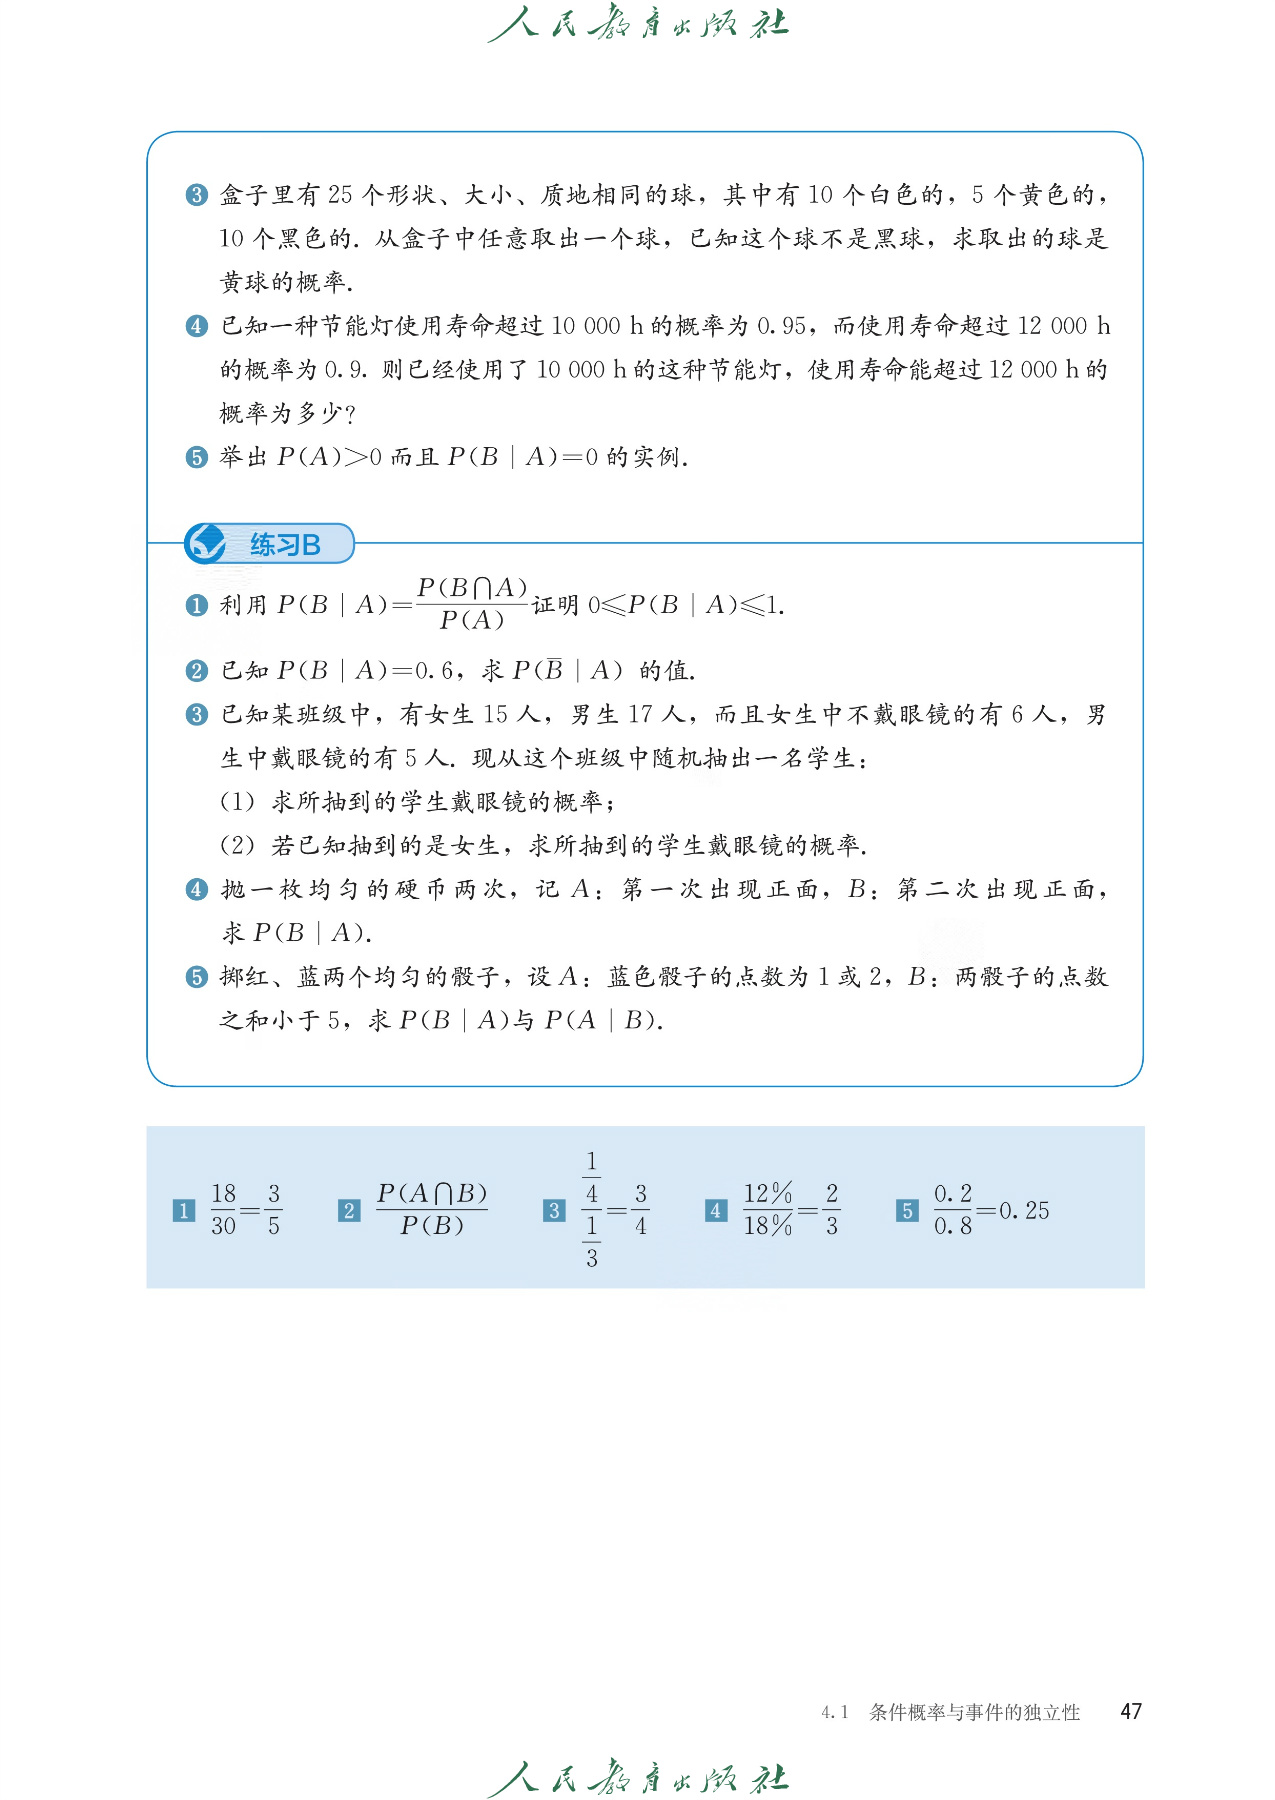 人民教育出版社
3 盒子里有 25 个形状、大小、质地相同的球，其中有 10 个白色的，5 个黄色的，
10 个黑色的. 从盒子中任意取出一个球，已知这个球不是黑球，求取出的球是
黄球的概率.
4 已知一种节能灯使用寿命超过 10 000 h 的概率为 0.95，而使用寿命超过 12 000 h
的概率为 0.9. 则已经使用了 10 000 h 的这种节能灯，使用寿命能超过 12 000 h 的
概率为多少?
5 举出 P(A)>0 而且 P(B | A)=0 的实例.
练习B
1 利用 P(B | A)=P(B∩A)/P(A) 证明 0≤P(B | A)≤1.
2 已知 P(B | A)=0.6，求 P(B̅ | A) 的值.
3 已知某班级中，有女生 15 人，男生 17 人，而且女生中不戴眼镜的有 6 人，男
生中戴眼镜的有 5 人. 现从这个班级中随机抽出一名学生：
(1) 求所抽到的学生戴眼镜的概率；
(2) 若已知抽到的是女生，求所抽到的学生戴眼镜的概率.
4 抛一枚均匀的硬币两次，记 A：第一次出现正面，B：第二次出现正面，
求 P(B | A).
5 掷红、蓝两个均匀的骰子，设 A：蓝色骰子的点数为 1 或 2，B：两骰子的点数
之和小于 5，求 P(B | A)与 P(A | B).
1 18/30=3/5 2 P(A∩B)/P(B) 3 (1/4)/(1/3)=3/4 4 12%/18%=2/3 5 0.2/0.8=0.25
4.1 条件概率与事件的独立性 47
人民教育出版社